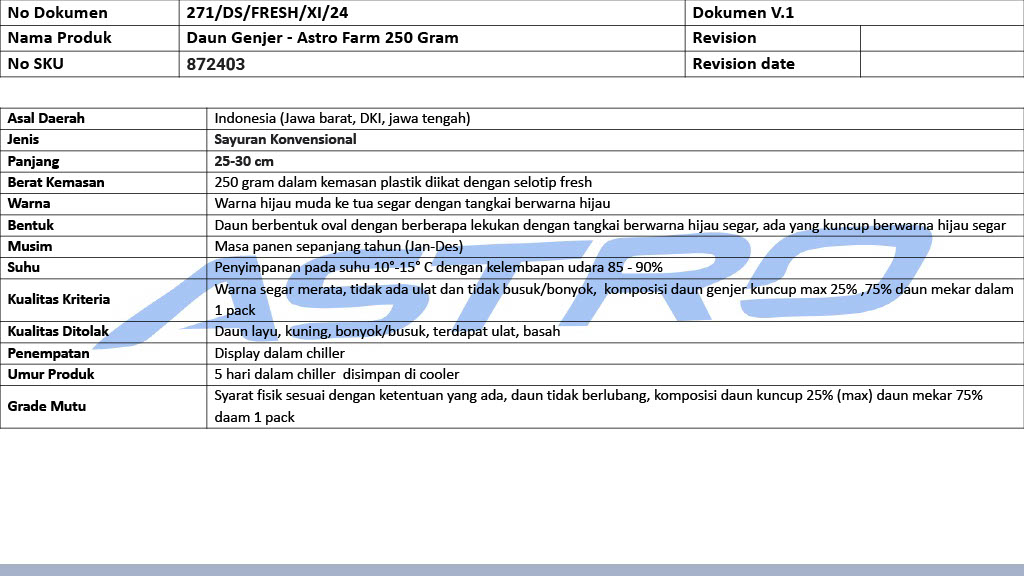 No Dokumen 271/DS/FRESH/XI/24 Dokumen V.1
Nama Produk Daun Genjer - Astro Farm 250 Gram Revision
No SKU 872403 Revision date
Asal Daerah Indonesia (Jawa barat, DKI, jawa tengah)
Jenis Sayuran Konvensional
Panjang 25-30 cm
Berat Kemasan 250 gram dalam kemasan plastik diikat dengan selotip fresh
Warna Warna hijau muda ke tua segar dengan tangkai berwarna hijau
Bentuk Daun berbentuk oval dengan berberapa lekukan dengan tangkai berwarna hijau segar, ada yang kuncup berwarna hijau segar
Musim Masa panen sepanjang tahun (Jan-Des)
Suhu Penyimpanan pada suhu 10°-15° C dengan kelembapan udara 85 - 90%
Kualitas Kriteria Warna segar merata, tidak ada ulat dan tidak busuk/bonyok, komposisi daun genjer kuncup max 25% ,75% daun mekar dalam
1 pack
Kualitas Ditolak Daun layu, kuning, bonyok/busuk, terdapat ulat, basah
Penempatan Display dalam chiller
Umur Produk 5 hari dalam chiller disimpan di cooler
Grade Mutu Syarat fisik sesuai dengan ketentuan yang ada, daun tidak berlubang, komposisi daun kuncup 25% (max) daun mekar 75%
daam 1 pack
ASTRO